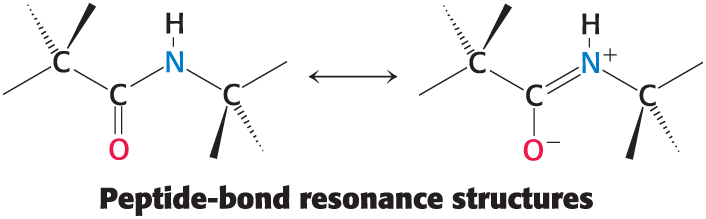 H H
C N C N+
C C C C
O O−
Peptide-bond resonance structures